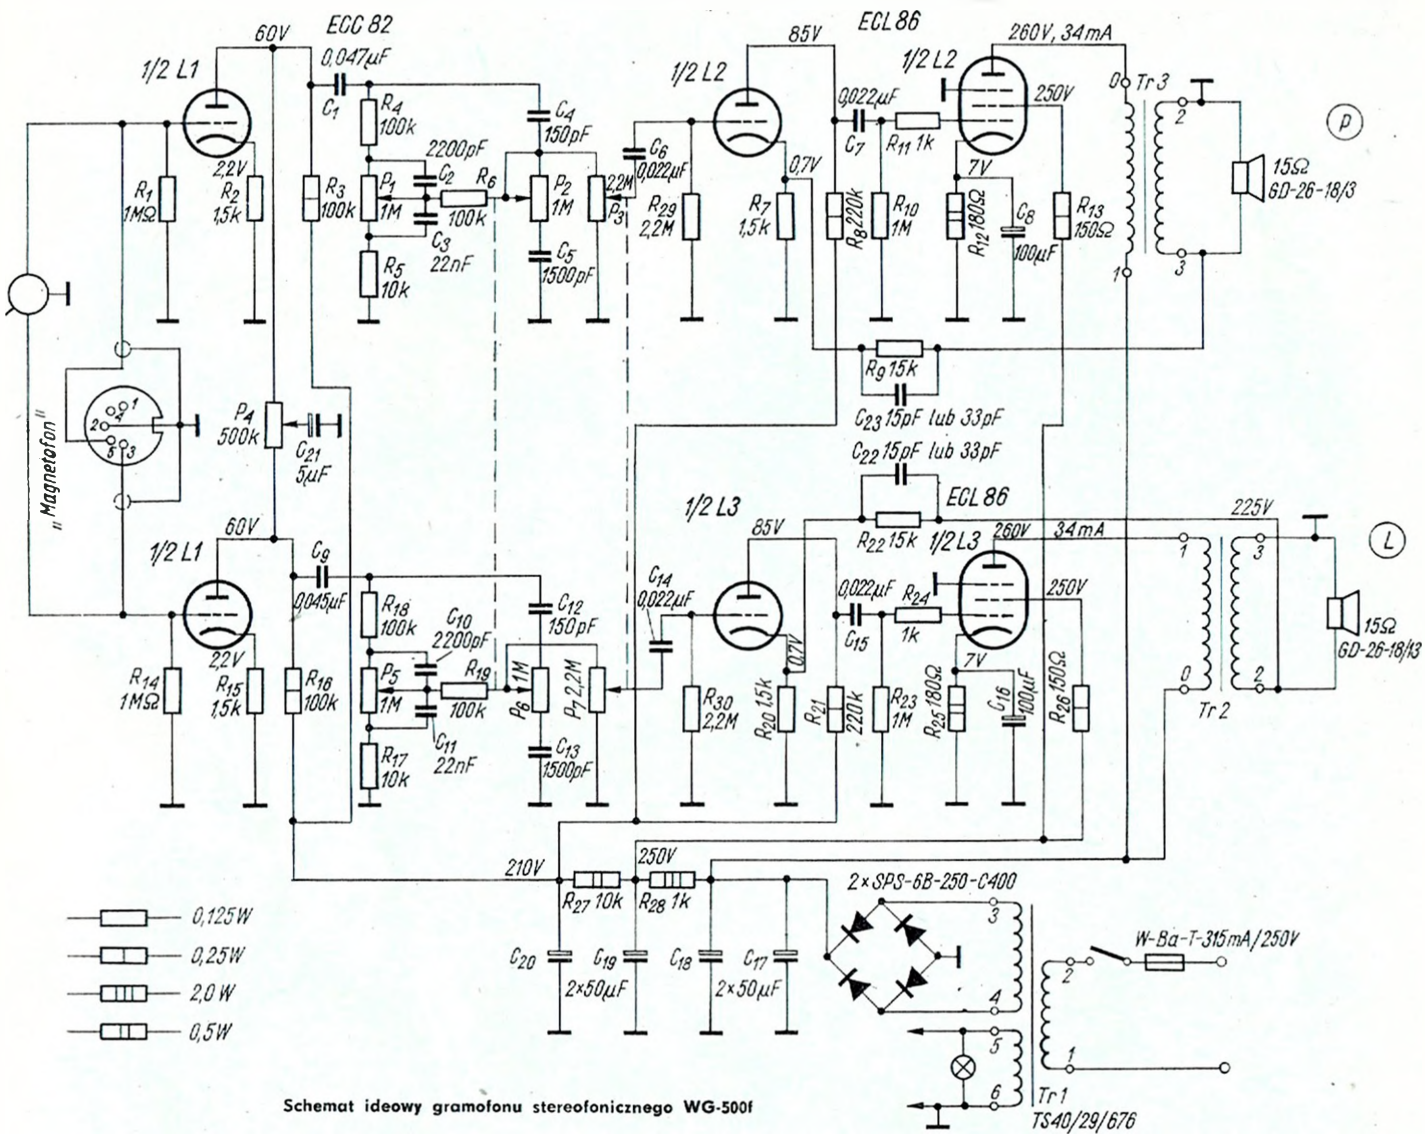 ECC 82
ECL 86
60V
0,047µF
C1
1/2 L1
2,2V
R1
1MΩ
R2
1,5k
R3
100k
R4
100k
P1
1M
R5
10k
2200pF
C2
C3
22nF
R6
100k
C4
150pF
P2
1M
C5
1500pF
2,2M
P3
C6
0,022µF
1/2 L2
85V
R29
2,2M
0,7V
R7
1,5k
R8 220k
0,022µF
C7
R10
1M
R11 1k
1/2 L2
260V, 34mA
250V
7V
R12 180Ω
C8
100µF
R13
150Ω
0
Tr3
1
2
3
15Ω
GD-26-18/3
P
R9 15k
C23 15pF lub 33pF
C22 15pF lub 33pF
R22 15k
„Magnetofon”
1
4
2
5
3
P4
500k
C21
5µF
1/2 L1
60V
2,2V
R14
1MΩ
R15
1,5k
R16
100k
C9
0,045µF
R18
100k
P5
1M
R17
10k
C10
2200pF
C11
22nF
R19
100k
C12
150pF
1M
P6
C13
1500pF
P7 2,2M
C14
0,022µF
1/2 L3
85V
R30
2,2M
0,7V
R20 1,5k
R21
220k
0,022µF
C15
R23
1M
R24
1k
ECL 86
1/2 L3
260V
34mA
250V
7V
R25 180Ω
C16
100µF
R26 150Ω
225V
1
0
Tr2
3
2
15Ω
GD-26-18/3
L
210V
R27 10k
250V
R28 1k
C20
C19
2×50µF
C18
C17
2×50µF
2×SPS-6B-250-C400
3
4
5
6
2
1
W-Ba-T-315mA/250V
Tr1
TS40/29/676
0,125W
0,25W
2,0W
0,5W
Schemat ideowy gramofonu stereofonicznego WG-500f